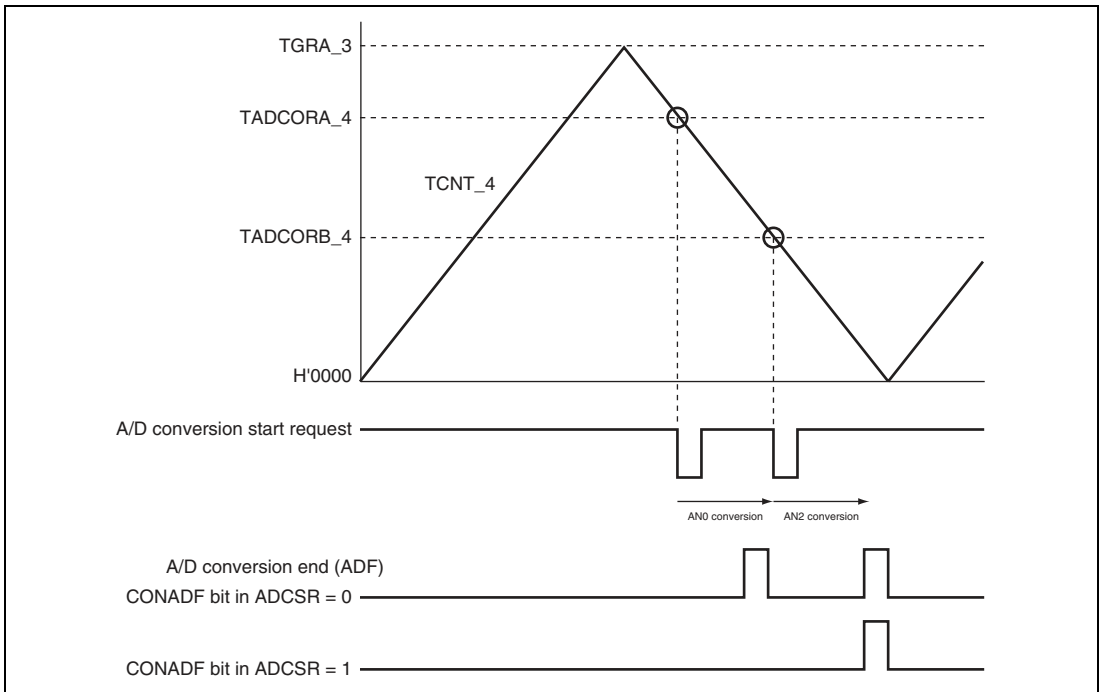 TGRA_3
TADCORA_4
TCNT_4
TADCORB_4
H'0000
A/D conversion start request
AN0 conversion
AN2 conversion
A/D conversion end (ADF)
CONADF bit in ADCSR = 0
CONADF bit in ADCSR = 1